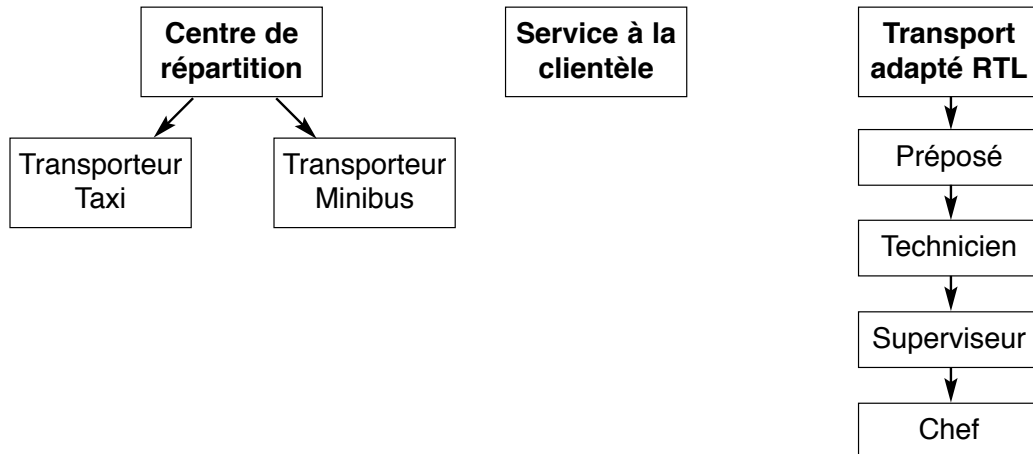 Centre de
répartition
Service à la
clientèle
Transport
adapté RTL
Transporteur
Taxi
Transporteur
Minibus
Préposé
Technicien
Superviseur
Chef